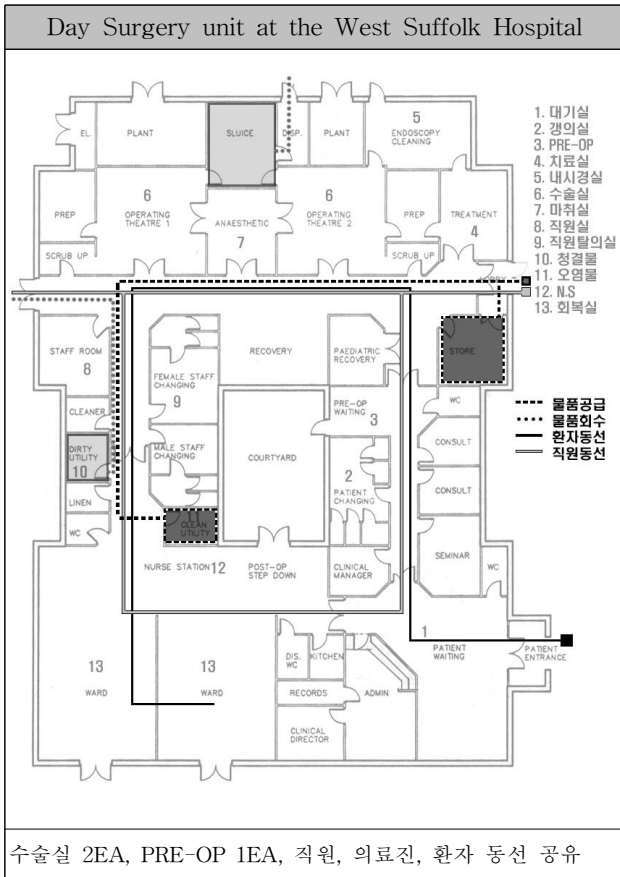 Day Surgery unit at the West Suffolk Hospital
1. 대기실
2. 갱의실
3. PRE-OP
4. 치료실
5. 내시경실
6. 수술실
7. 마취실
8. 직원실
9. 직원탈의실
10. 청결물
11. 오염물
12. N.S
13. 회복실
EL.
PLANT
SLUICE
DISP.
PLANT
5
ENDOSCOPY
CLEANING
PREP
6
OPERATING
THEATRE 1
ANAESTHETIC
7
6
OPERATING
THEATRE 2
PREP
TREATMENT
4
SCRUB UP
SCRUB UP
STAFF ROOM
8
RECOVERY
PAEDIATRIC
RECOVERY
STORE
FEMALE STAFF
CHANGING
9
PRE-OP
WAITING
3
WC
CLEANER
CONSULT
물품공급
물품회수
환자동선
직원동선
DIRTY
UTILITY
10
MALE STAFF
CHANGING
COURTYARD
2
PATIENT
CHANGING
CONSULT
LINEN
11
CLEAN
UTILITY
WC
NURSE STATION 12
POST-OP
STEP DOWN
CLINICAL
MANAGER
SEMINAR
WC
13
WARD
13
WARD
DIS.
WC
KITCHEN
1
PATIENT
WAITING
PATIENT
ENTRANCE
RECORDS
ADMIN
CLINICAL
DIRECTOR
수술실 2EA, PRE-OP 1EA, 직원, 의료진, 환자 동선 공유